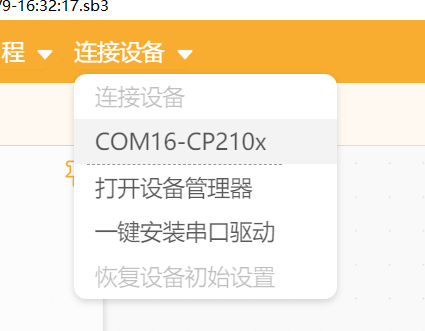 9-16:32:17.sb3
程 连接设备
连接设备
COM16-CP210x
打开设备管理器
一键安装串口驱动
恢复设备初始设置